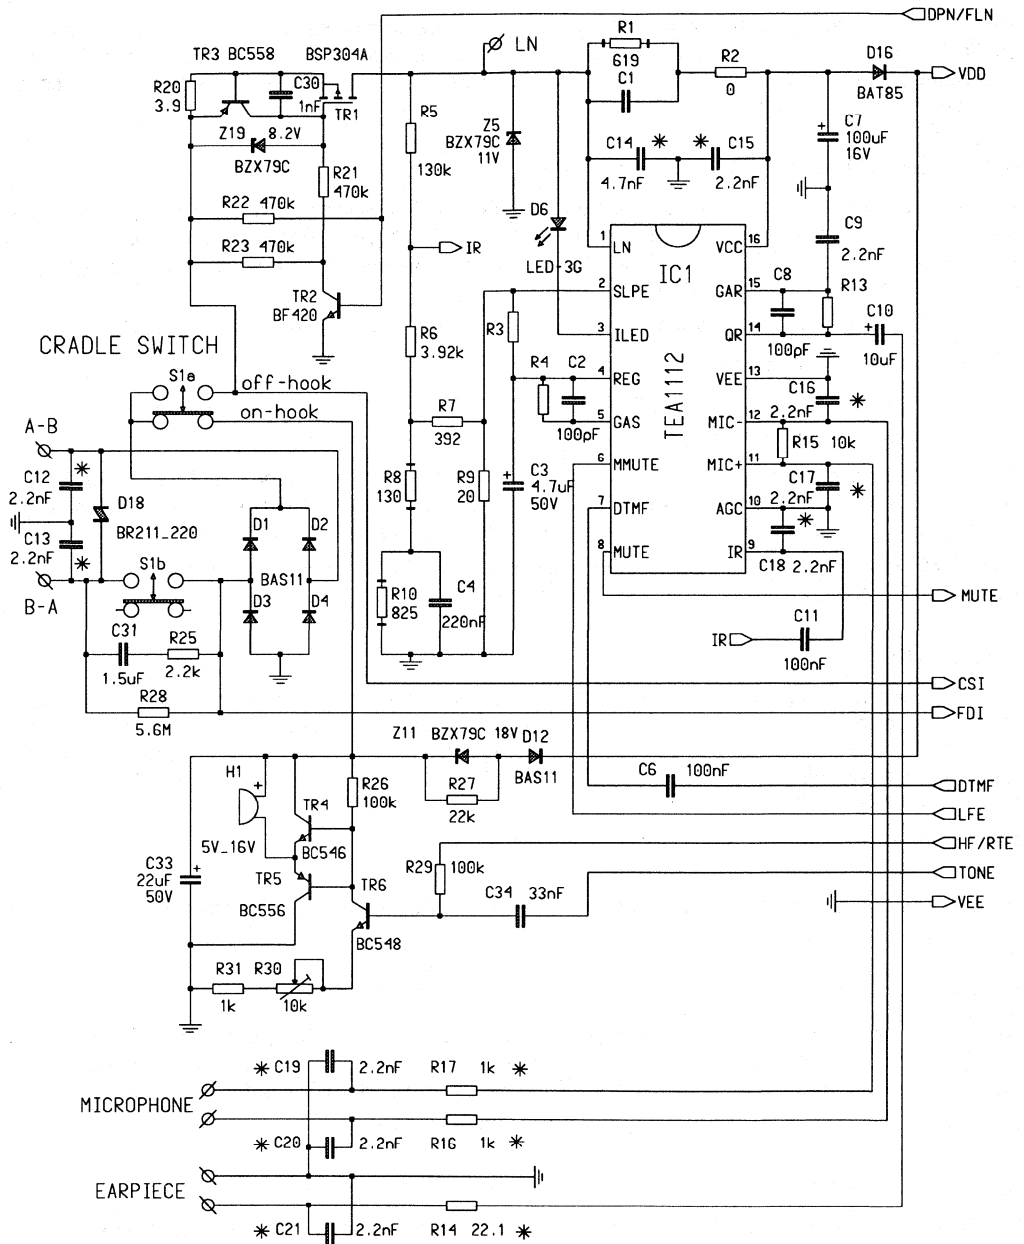 DPN/FLN
LN
TR3 BC558
BSP304A
R1
619
C1
R2
0
D16
BAT85
VDD
R20
3.9
C30
1nF
TR1
Z19 8.2V
BZX79C
R5
130k
Z5
BZX79C
11V
C14
4.7nF
C15
2.2nF
C7
100uF
16V
R21
470k
R22 470k
R23 470k
IR
D6
LED-3G
C9
2.2nF
TR2
BF420
1
LN
2
SLPE
3
ILED
4
REG
5
GAS
6
MMUTE
7
DTMF
8
MUTE
IC1
TEA1112
16
VCC
15
GAR
14
QR
13
VEE
12
MIC-
11
MIC+
10
AGC
9
IR
C8
100pF
R13
C10
10uF
R3
R4
C2
100pF
R6
3.92k
R7
392
R8
130
R9
20
C3
4.7uF
50V
C16
2.2nF
R15 10k
C17
2.2nF
C18 2.2nF
CRADLE SWITCH
S1a
off-hook
on-hook
A-B
C12
2.2nF
C13
2.2nF
D18
BR211_220
B-A
S1b
D1
D2
BAS11
D3
D4
C31
1.5uF
R25
2.2k
R28
5.6M
R10
825
C4
220nF
MUTE
IR
C11
100nF
CSI
FDI
Z11 BZX79C 18V
D12
BAS11
R27
22k
C6 100nF
DTMF
LFE
HF/RTE
TONE
VEE
H1
5V_16V
R26
100k
TR4
BC546
TR5
BC556
TR6
BC548
C33
22uF
50V
R29
100k
C34 33nF
R31
1k
R30
10k
MICROPHONE
C19 2.2nF R17 1k
C20 2.2nF R16 1k
EARPIECE
C21 2.2nF R14 22.1